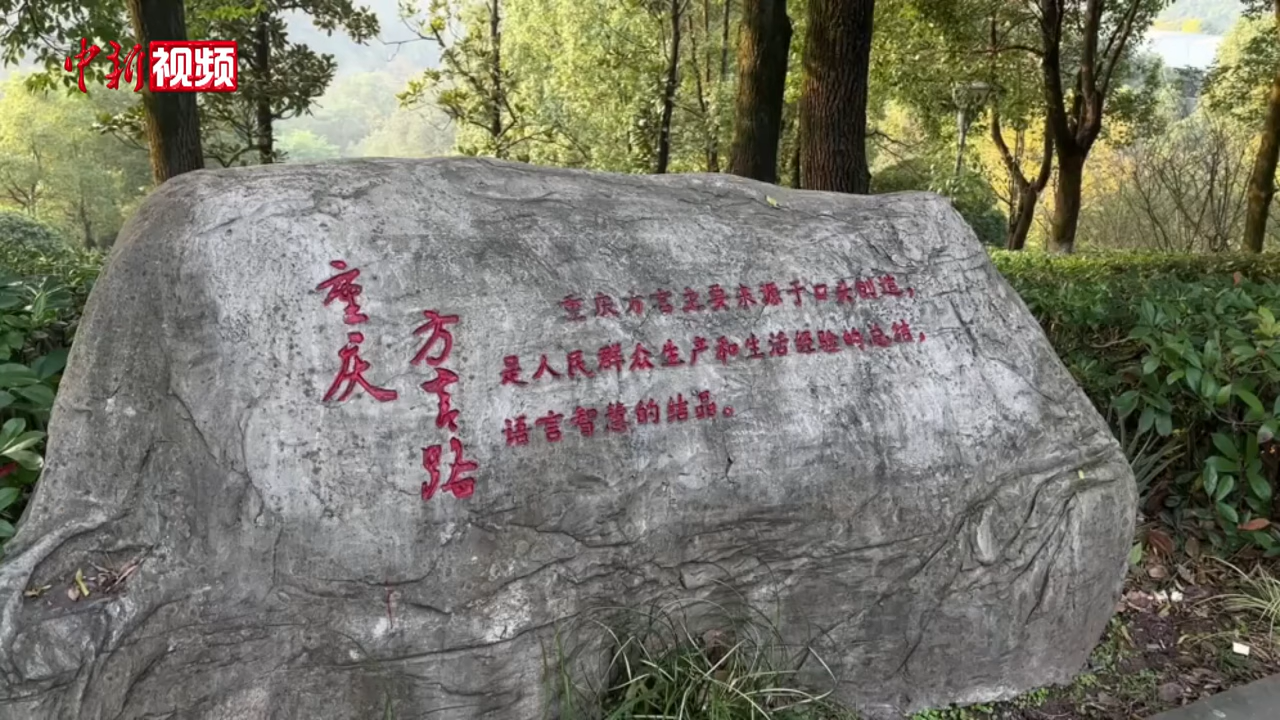 中新视频
重庆
方言路
重庆方言主要来源于口头创造，
是人民群众生产和生活经验的总结，
语言智慧的结晶。